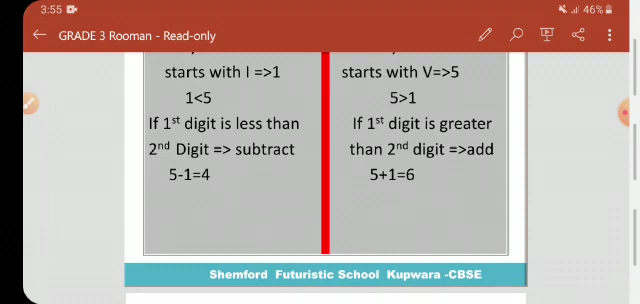 3:55 46%
GRADE 3 Rooman - Read-only
starts with I =>1
1<5
If 1st digit is less than
2nd Digit => subtract
5-1=4
starts with V=>5
5>1
If 1st digit is greater
than 2nd digit =>add
5+1=6
Shemford Futuristic School Kupwara -CBSE